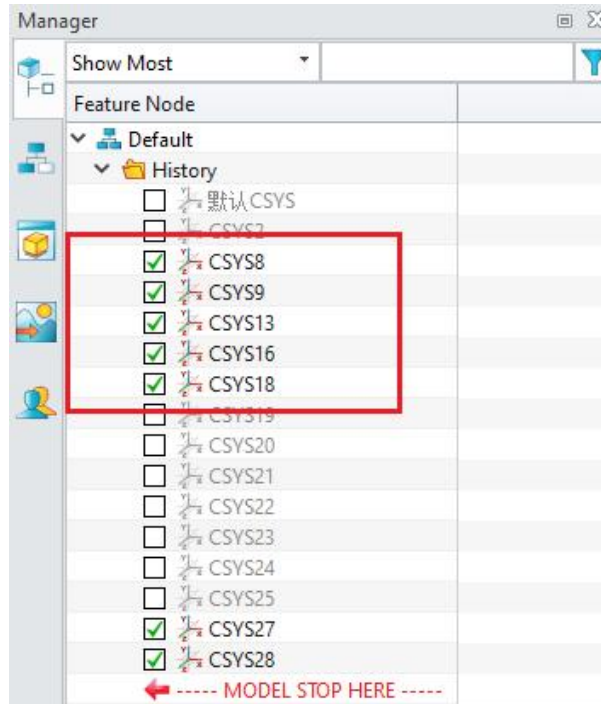 Manager
Show Most
Feature Node
Default
History
默认CSYS
CSYS2
CSYS8
CSYS9
CSYS13
CSYS16
CSYS18
CSYS19
CSYS20
CSYS21
CSYS22
CSYS23
CSYS24
CSYS25
CSYS27
CSYS28
----- MODEL STOP HERE -----